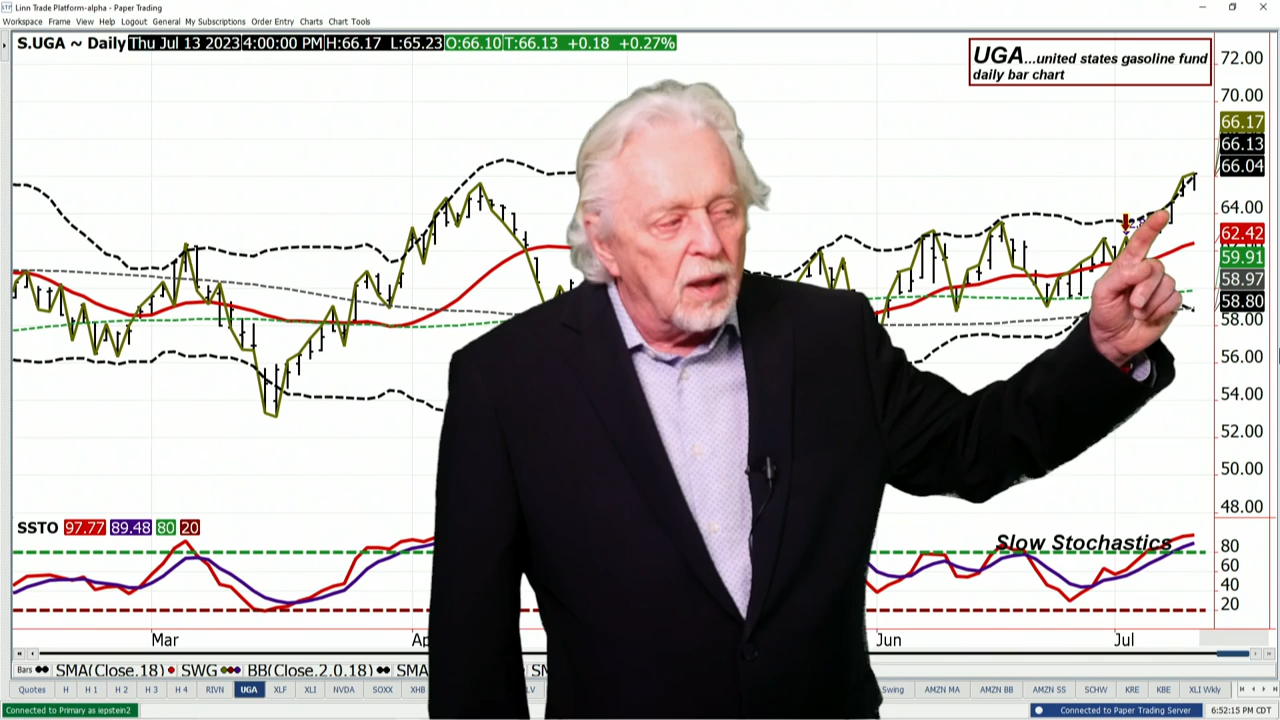 Linn Trade Platform-alpha - Paper Trading
Workspace Frame View Help Logout General My Subscriptions Order Entry Charts Chart Tools
S.UGA ~ Daily Thu Jul 13 2023 4:00:00 PM H:66.17 L:65.23 O:66.10 T:66.13 +0.18 +0.27%
UGA...united states gasoline fund
daily bar chart
72.00
70.00
66.17
66.13
66.04
64.00
62.42
59.91
58.97
58.80
58.00
56.00
54.00
52.00
50.00
48.00
SSTO 97.77 89.48 80 20
Slow Stochastics
80
60
40
20
Mar Ap Jun Jul
Bars SMA(Close.18) SWG BB(Close.2.0.18) SMA SM
Quotes H H 1 H 2 H 3 H 4 RIVN UGA XLF XLI NVDA SOXX XHB LV Swing AMZN MA AMZN BB AMZN SS SCHW KRE KBE XLI Wkly
Connected to Primary as iepstein2 Connected to Paper Trading Server 6:52:15 PM CDT